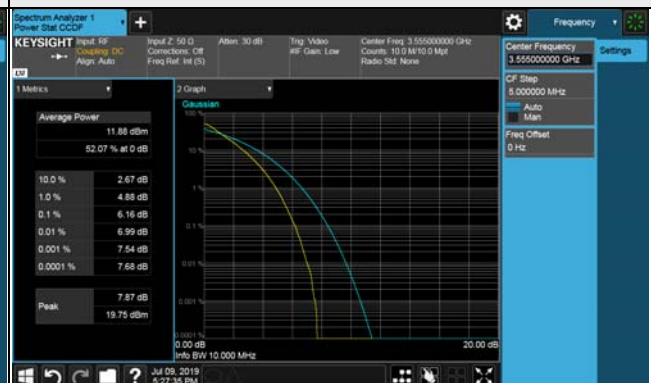 Spectrum Analyzer 1
Power Stat CCDF
Frequency
KEYSIGHT Input: RF
Coupling: DC
Align: Auto
Input Z: 50 Ω
Corrections: Off
Freq Ref: Int (S)
Atten: 30 dB
Trig: Video
#IF Gain: Low
Center Freq: 3.555000000 GHz
Counts: 10.0 M/10.0 Mpt
Radio Std: None
LXI
1 Metrics
2 Graph
Gaussian
Average Power
11.88 dBm
52.07 % at 0 dB
10.0 % 2.67 dB
1.0 % 4.88 dB
0.1 % 6.16 dB
0.01 % 6.99 dB
0.001 % 7.54 dB
0.0001 % 7.68 dB
Peak 7.87 dB
19.75 dBm
100 %
10 %
1 %
0.1 %
0.01 %
0.001 %
0.0001 %
0.00 dB
20.00 dB
Info BW 10.000 MHz
Center Frequency
3.555000000 GHz
Settings
CF Step
5.000000 MHz
Auto
Man
Freq Offset
0 Hz
Jul 09, 2019
5:27:35 PM